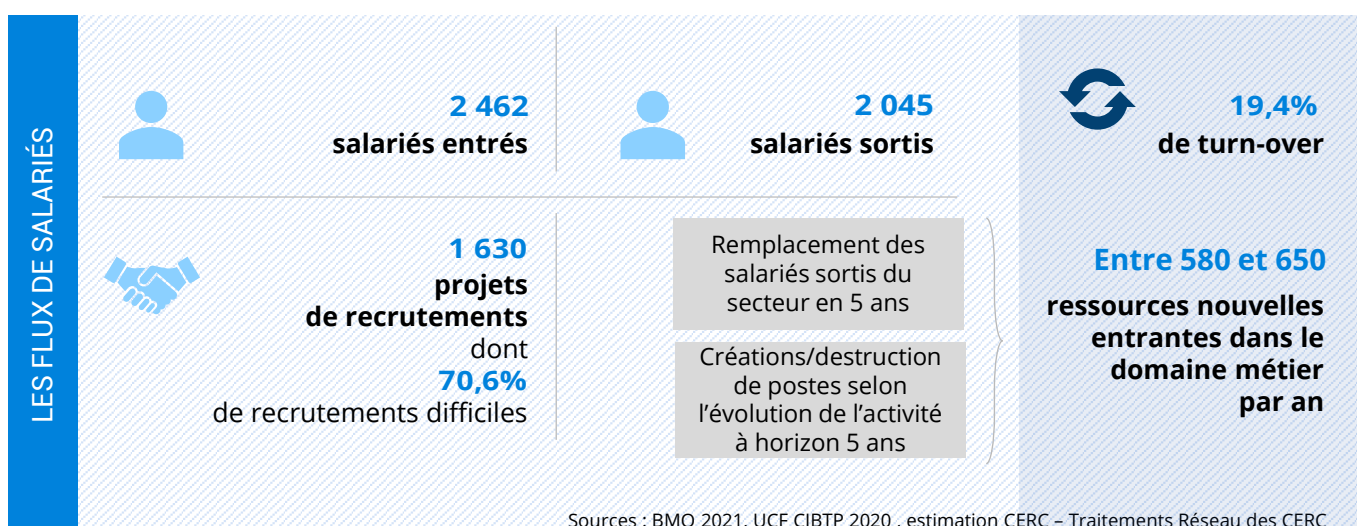 LES FLUX DE SALARIÉS
2 462
salariés entrés
2 045
salariés sortis
19,4%
de turn-over
1 630
projets
de recrutements
dont
70,6%
de recrutements difficiles
Remplacement des
salariés sortis du
secteur en 5 ans
Créations/destruction
de postes selon
l’évolution de l’activité
à horizon 5 ans
Entre 580 et 650
ressources nouvelles
entrantes dans le
domaine métier
par an
Sources : BMO 2021, UCF CIBTP 2020 , estimation CERC – Traitements Réseau des CERC